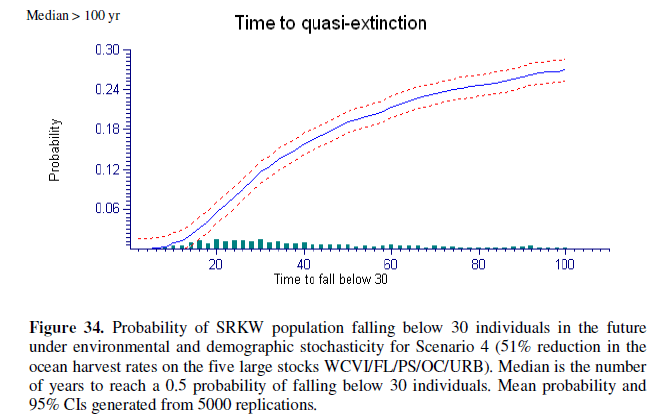 Median > 100 yr
Time to quasi-extinction
0.30
0.24
0.18
0.12
0.06
Probability
20 40 60 80 100
Time to fall below 30
Figure 34. Probability of SRKW population falling below 30 individuals in the future
under environmental and demographic stochasticity for Scenario 4 (51% reduction in the
ocean harvest rates on the five large stocks WCVI/FL/PS/OC/URB). Median is the number
of years to reach a 0.5 probability of falling below 30 individuals. Mean probability and
95% CIs generated from 5000 replications.